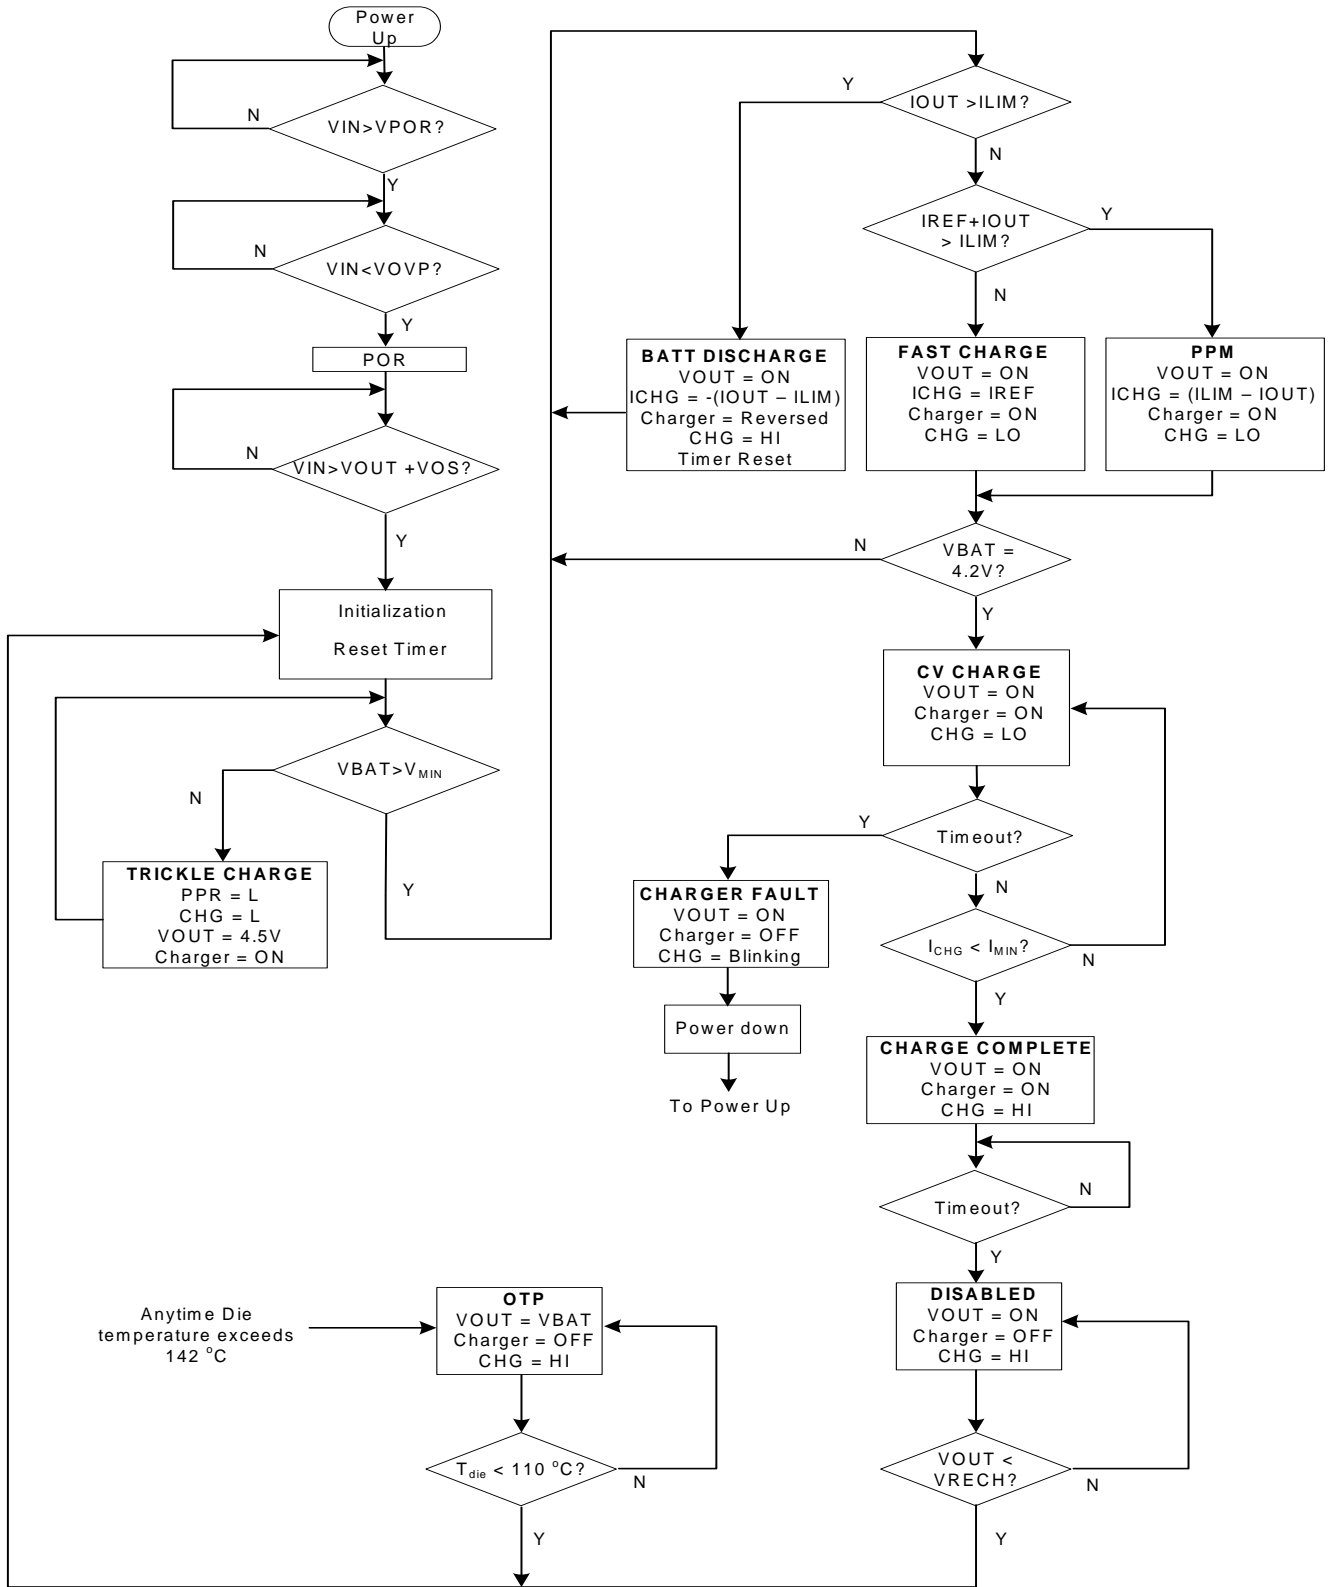 Power
Up
N
VIN>VPOR?
Y
N
VIN<VOVP?
Y
POR
N
VIN>VOUT +VOS?
Y
Initialization
Reset Timer
VBAT>VMIN
N
Y
TRICKLE CHARGE
PPR = L
CHG = L
VOUT = 4.5V
Charger = ON
Y
IOUT >ILIM?
N
IREF+IOUT
> ILIM?
Y
N
BATT DISCHARGE
VOUT = ON
ICHG = -(IOUT – ILIM)
Charger = Reversed
CHG = HI
Timer Reset
FAST CHARGE
VOUT = ON
ICHG = IREF
Charger = ON
CHG = LO
PPM
VOUT = ON
ICHG = (ILIM – IOUT)
Charger = ON
CHG = LO
N
VBAT =
4.2V?
Y
CV CHARGE
VOUT = ON
Charger = ON
CHG = LO
Y
Timeout?
N
CHARGER FAULT
VOUT = ON
Charger = OFF
CHG = Blinking
Power down
To Power Up
ICHG < IMIN?
N
Y
CHARGE COMPLETE
VOUT = ON
Charger = ON
CHG = HI
Timeout?
N
Y
DISABLED
VOUT = ON
Charger = OFF
CHG = HI
VOUT <
VRECH?
N
Y
Anytime Die
temperature exceeds
142 °C
OTP
VOUT = VBAT
Charger = OFF
CHG = HI
Tdie < 110 °C?
N
Y